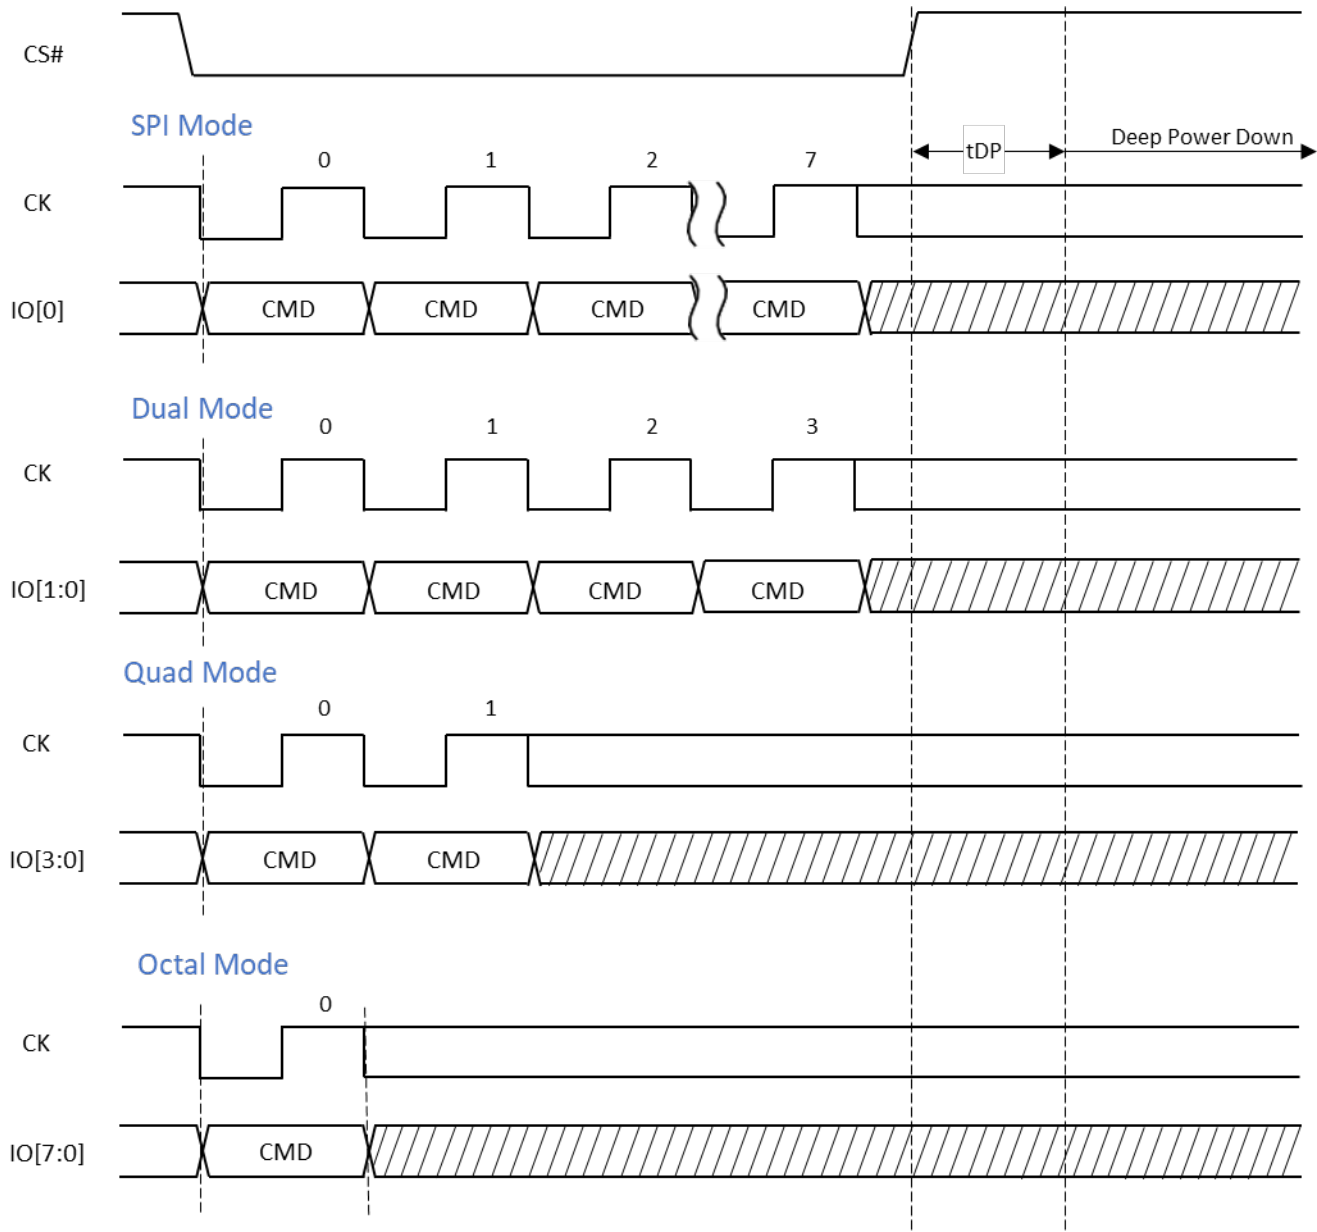 CS#
SPI Mode
tDP
Deep Power Down
0 1 2 7
CK
IO[0] CMD CMD CMD CMD
Dual Mode
0 1 2 3
CK
IO[1:0] CMD CMD CMD CMD
Quad Mode
0 1
CK
IO[3:0] CMD CMD
Octal Mode
0
CK
IO[7:0] CMD